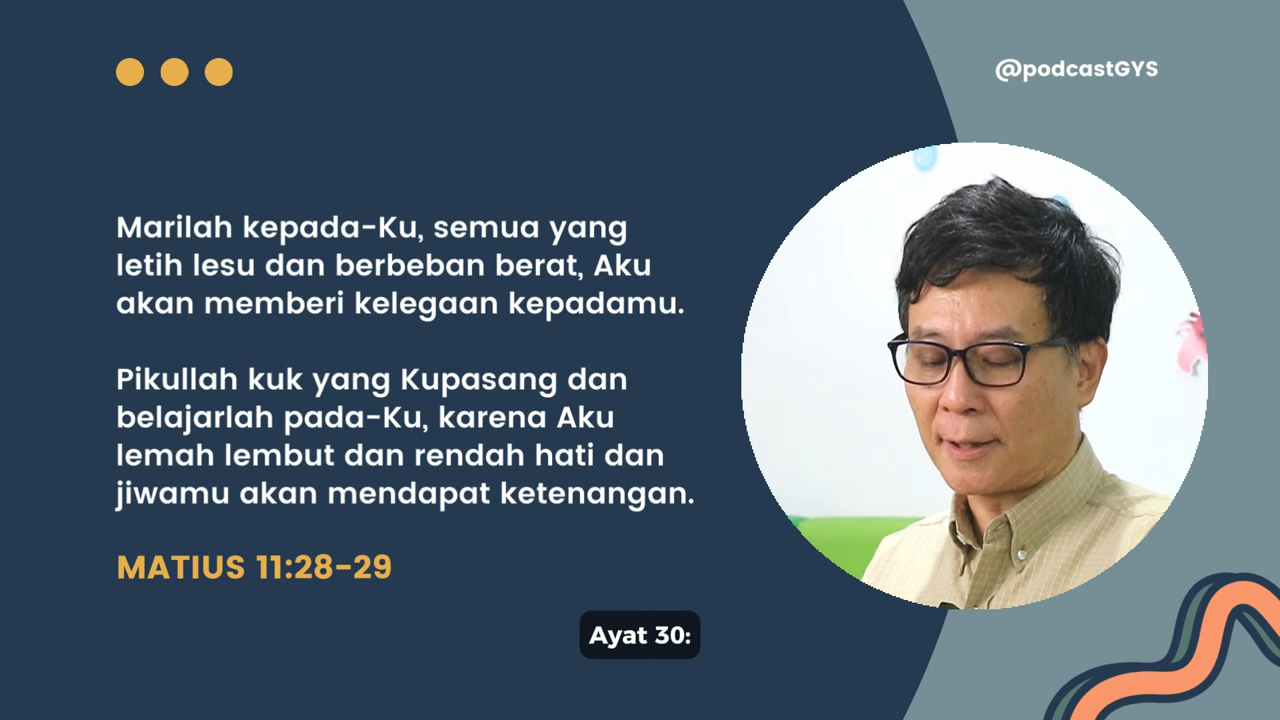 @podcastGYS
Marilah kepada-Ku, semua yang
letih lesu dan berbeban berat, Aku
akan memberi kelegaan kepadamu.
Pikullah kuk yang Kupasang dan
belajarlah pada-Ku, karena Aku
lemah lembut dan rendah hati dan
jiwamu akan mendapat ketenangan.
MATIUS 11:28-29
Ayat 30: